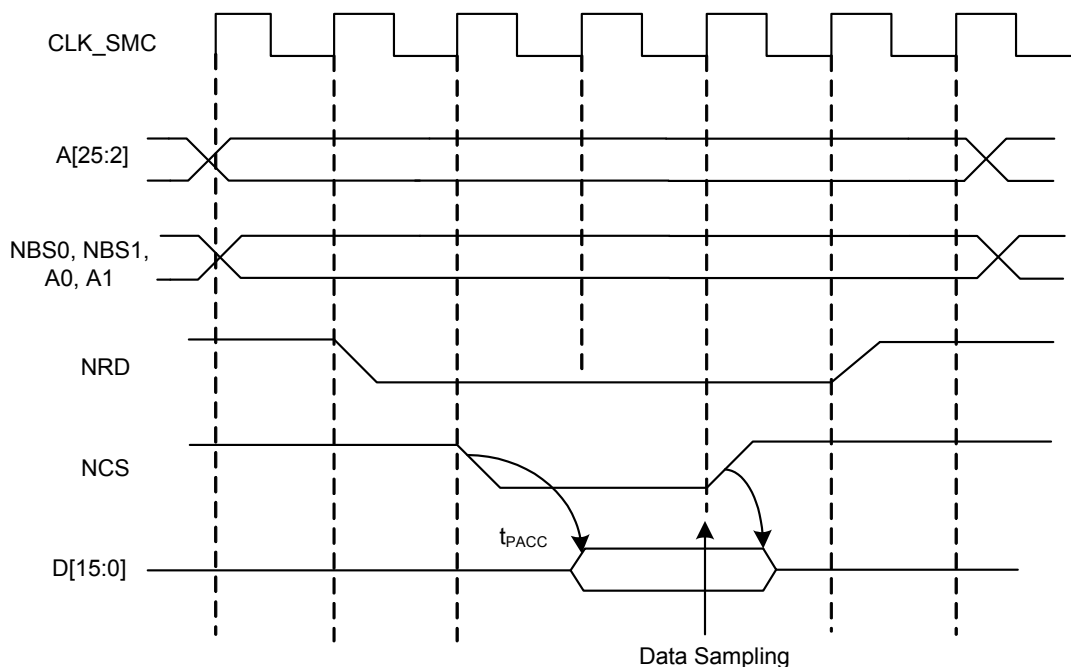 CLK_SMC
A[25:2]
NBS0, NBS1,
A0, A1
NRD
NCS
tPACC
D[15:0]
Data Sampling